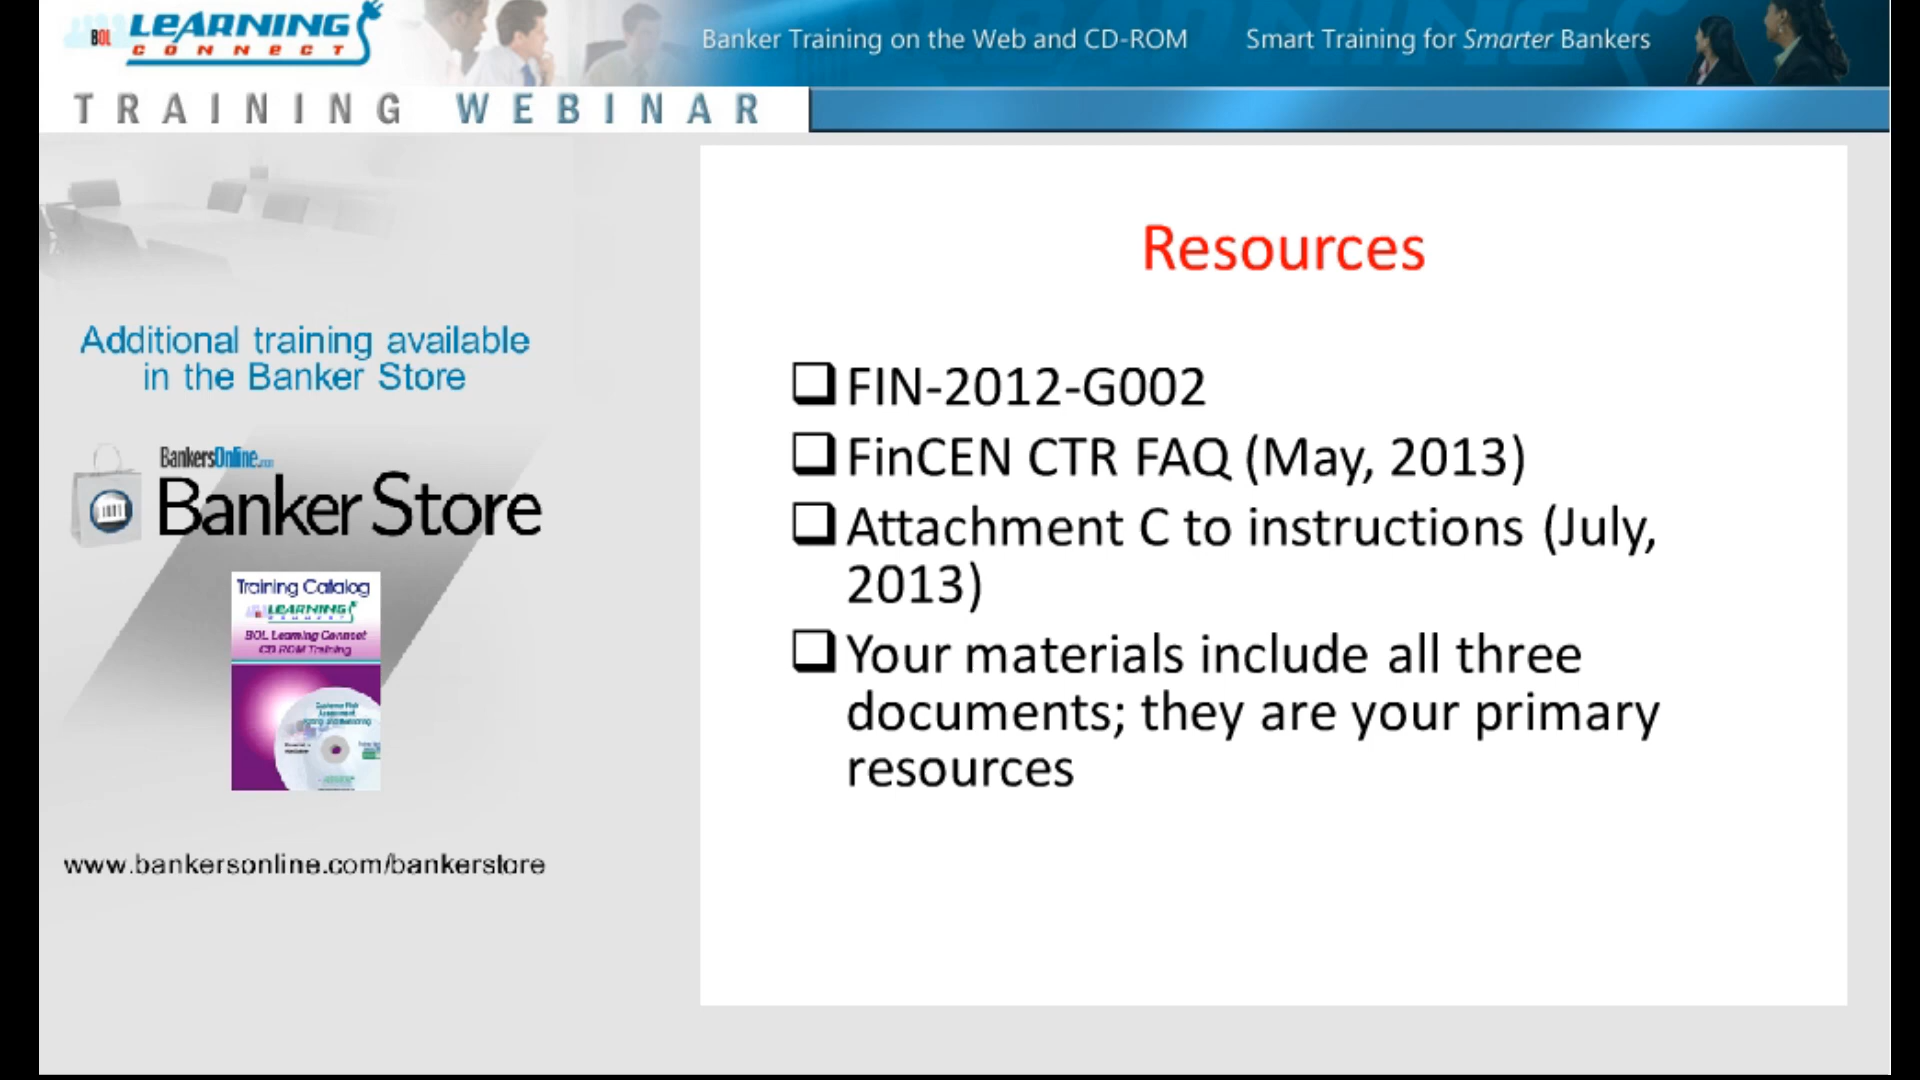 BOL LEARNING
CONNECT
Banker Training on the Web and CD-ROM
Smart Training for Smarter Bankers
TRAINING WEBINAR
Additional training available
in the Banker Store
BankersOnline.com
Banker Store
Training Catalog
LEARNING
BOL Learning Connect
CD ROM Training
www.bankersonline.com/bankerstore
Resources
FIN-2012-G002
FinCEN CTR FAQ (May, 2013)
Attachment C to instructions (July,
2013)
Your materials include all three
documents; they are your primary
resources